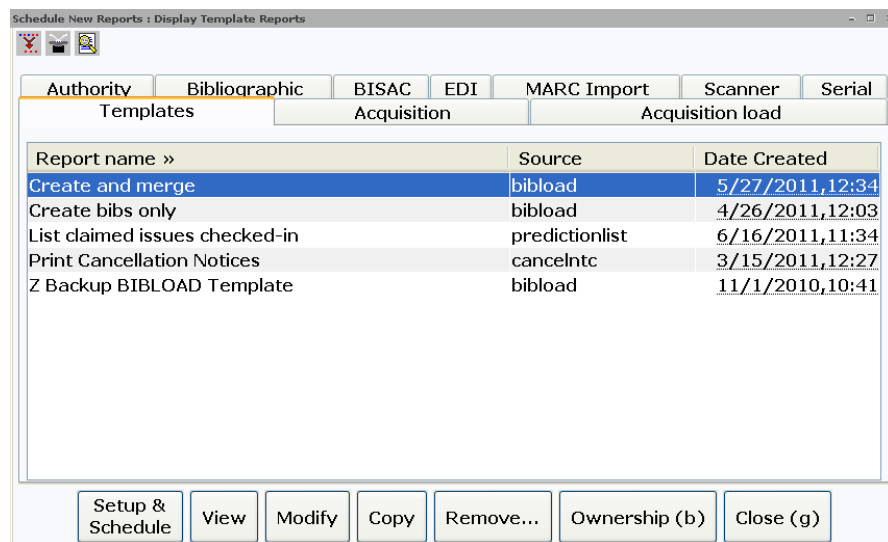 Schedule New Reports : Display Template Reports
Authority Bibliographic BISAC EDI MARC Import Scanner Serial
Templates Acquisition Acquisition load
Report name » Source Date Created
Create and merge bibload 5/27/2011,12:34
Create bibs only bibload 4/26/2011,12:03
List claimed issues checked-in predictionlist 6/16/2011,11:34
Print Cancellation Notices cancelntc 3/15/2011,12:27
Z Backup BIBLOAD Template bibload 11/1/2010,10:41
Setup &
Schedule View Modify Copy Remove... Ownership (b) Close (g)